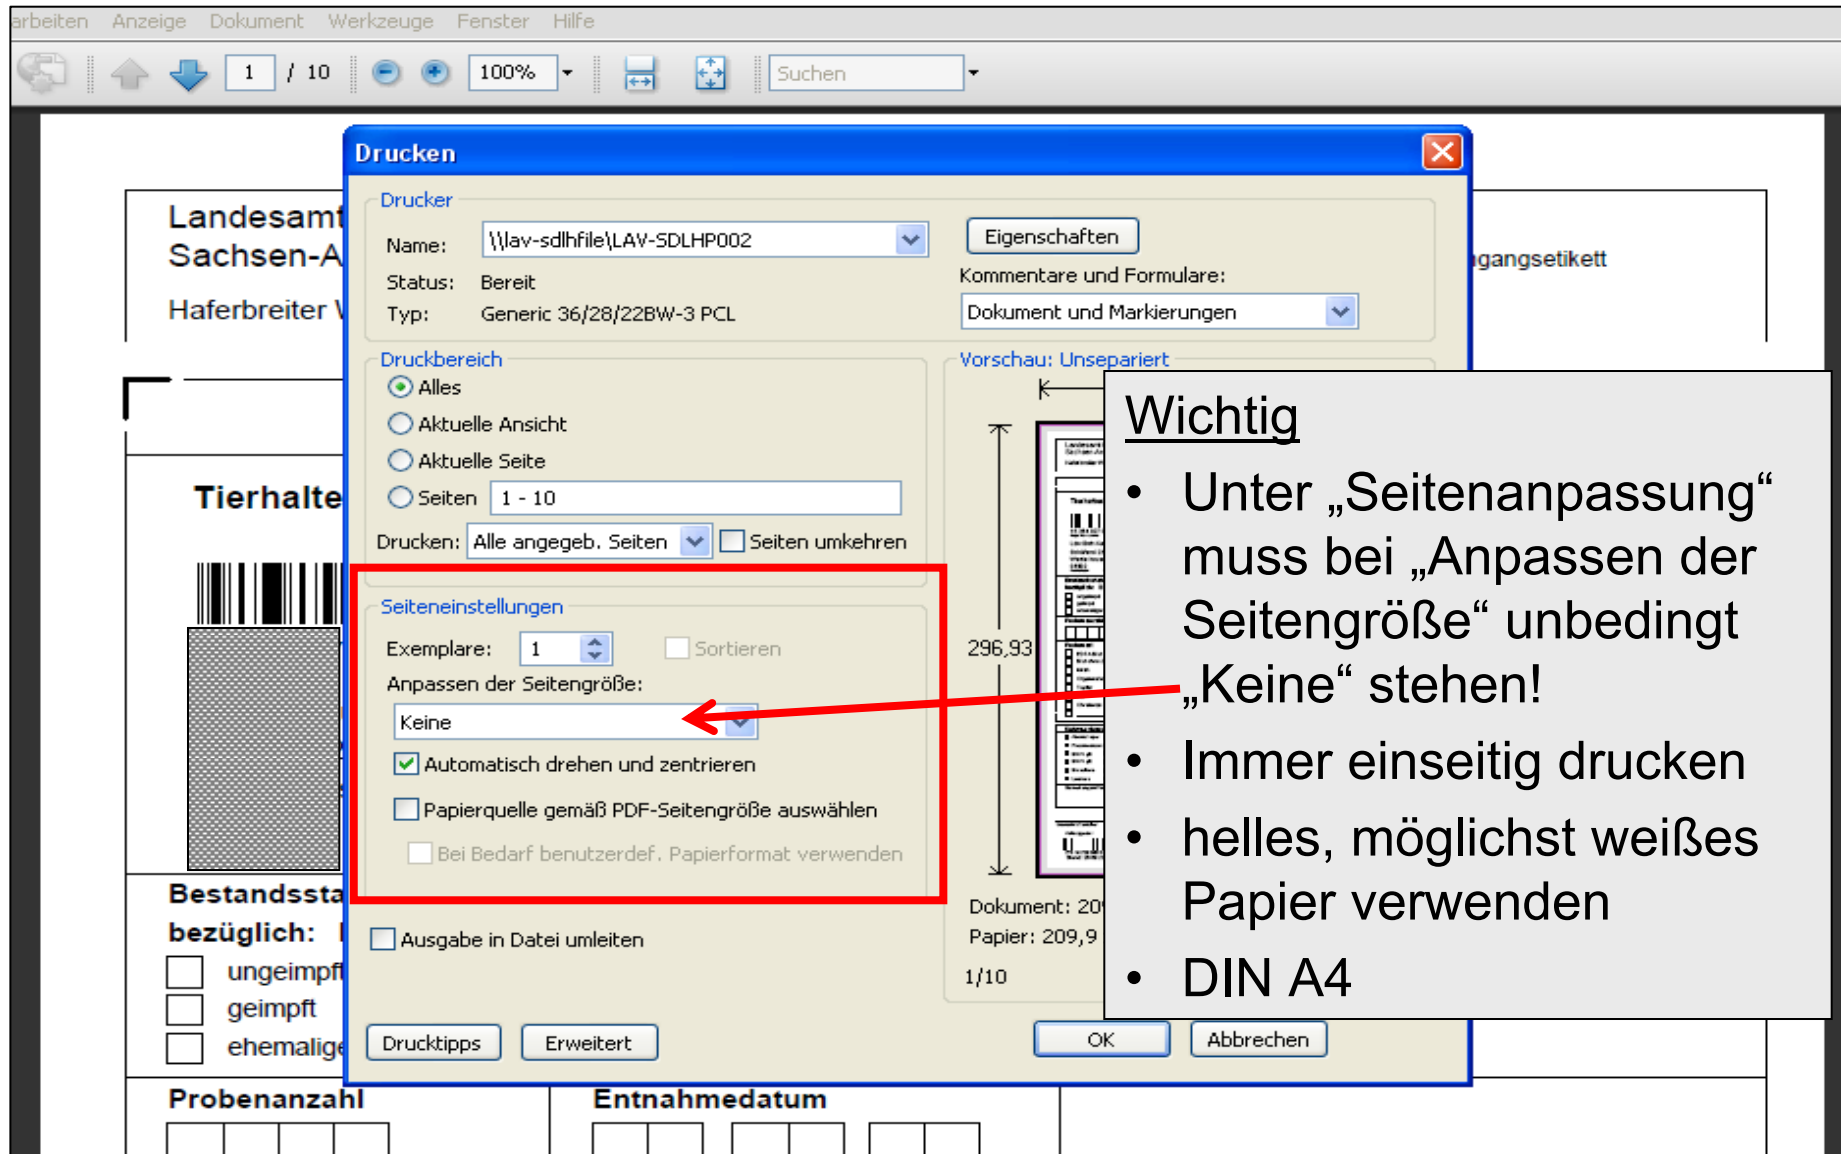 arbeiten Anzeige Dokument Werkzeuge Fenster Hilfe
1 / 10 100% Suchen
Drucken
Landesamt
Sachsen-A
Haferbreiter
ngangsetikett
Drucker
Name: \\lav-sdlhfile\LAV-SDLHP002 Eigenschaften
Status: Bereit Kommentare und Formulare:
Typ: Generic 36/28/22BW-3 PCL Dokument und Markierungen
Druckbereich
Alles
Aktuelle Ansicht
Aktuelle Seite
Seiten 1 - 10
Drucken: Alle angegeb. Seiten Seiten umkehren
Vorschau: Unsepariert
296,93
Tierhalte
Seiteneinstellungen
Exemplare: 1 Sortieren
Anpassen der Seitengröße:
Keine
Automatisch drehen und zentrieren
Papierquelle gemäß PDF-Seitengröße auswählen
Bei Bedarf benutzerdef. Papierformat verwenden
Ausgabe in Datei umleiten
Dokument: 20
Papier: 209,9
1/10
Drucktipps Erweitert OK Abbrechen
Wichtig
• Unter „Seitenanpassung“
muss bei „Anpassen der
Seitengröße“ unbedingt
„Keine“ stehen!
• Immer einseitig drucken
• helles, möglichst weißes
Papier verwenden
• DIN A4
Bestandssta
bezüglich:
ungeimpft
geimpft
ehemalige
Probenanzahl Entnahmedatum